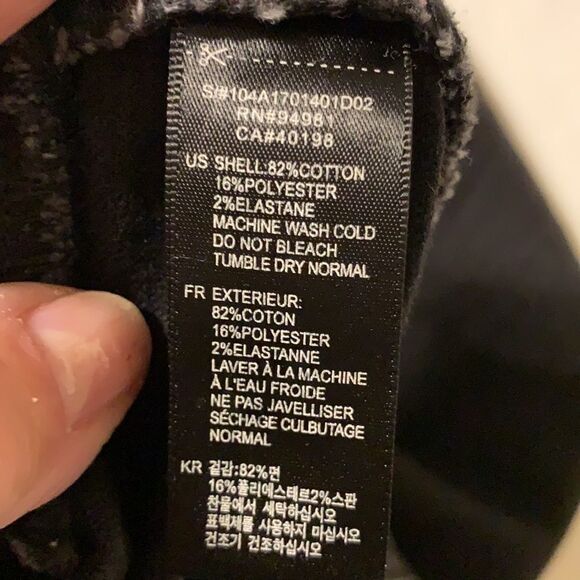 S#104A1701401D02
RN#94981
CA#40198
US SHELL:82%COTTON
16%POLYESTER
2%ELASTANE
MACHINE WASH COLD
DO NOT BLEACH
TUMBLE DRY NORMAL
FR EXTERIEUR:
82%COTON
16%POLYESTER
2%ELASTANNE
LAVER À LA MACHINE
À L'EAU FROIDE
NE PAS JAVELLISER
SÉCHAGE CULBUTAGE
NORMAL
KR 겉감:82%면
16%폴리에스테르2%스판
찬물에서 세탁하십시오
표백제를 사용하지 마십시오
건조기 건조하십시오